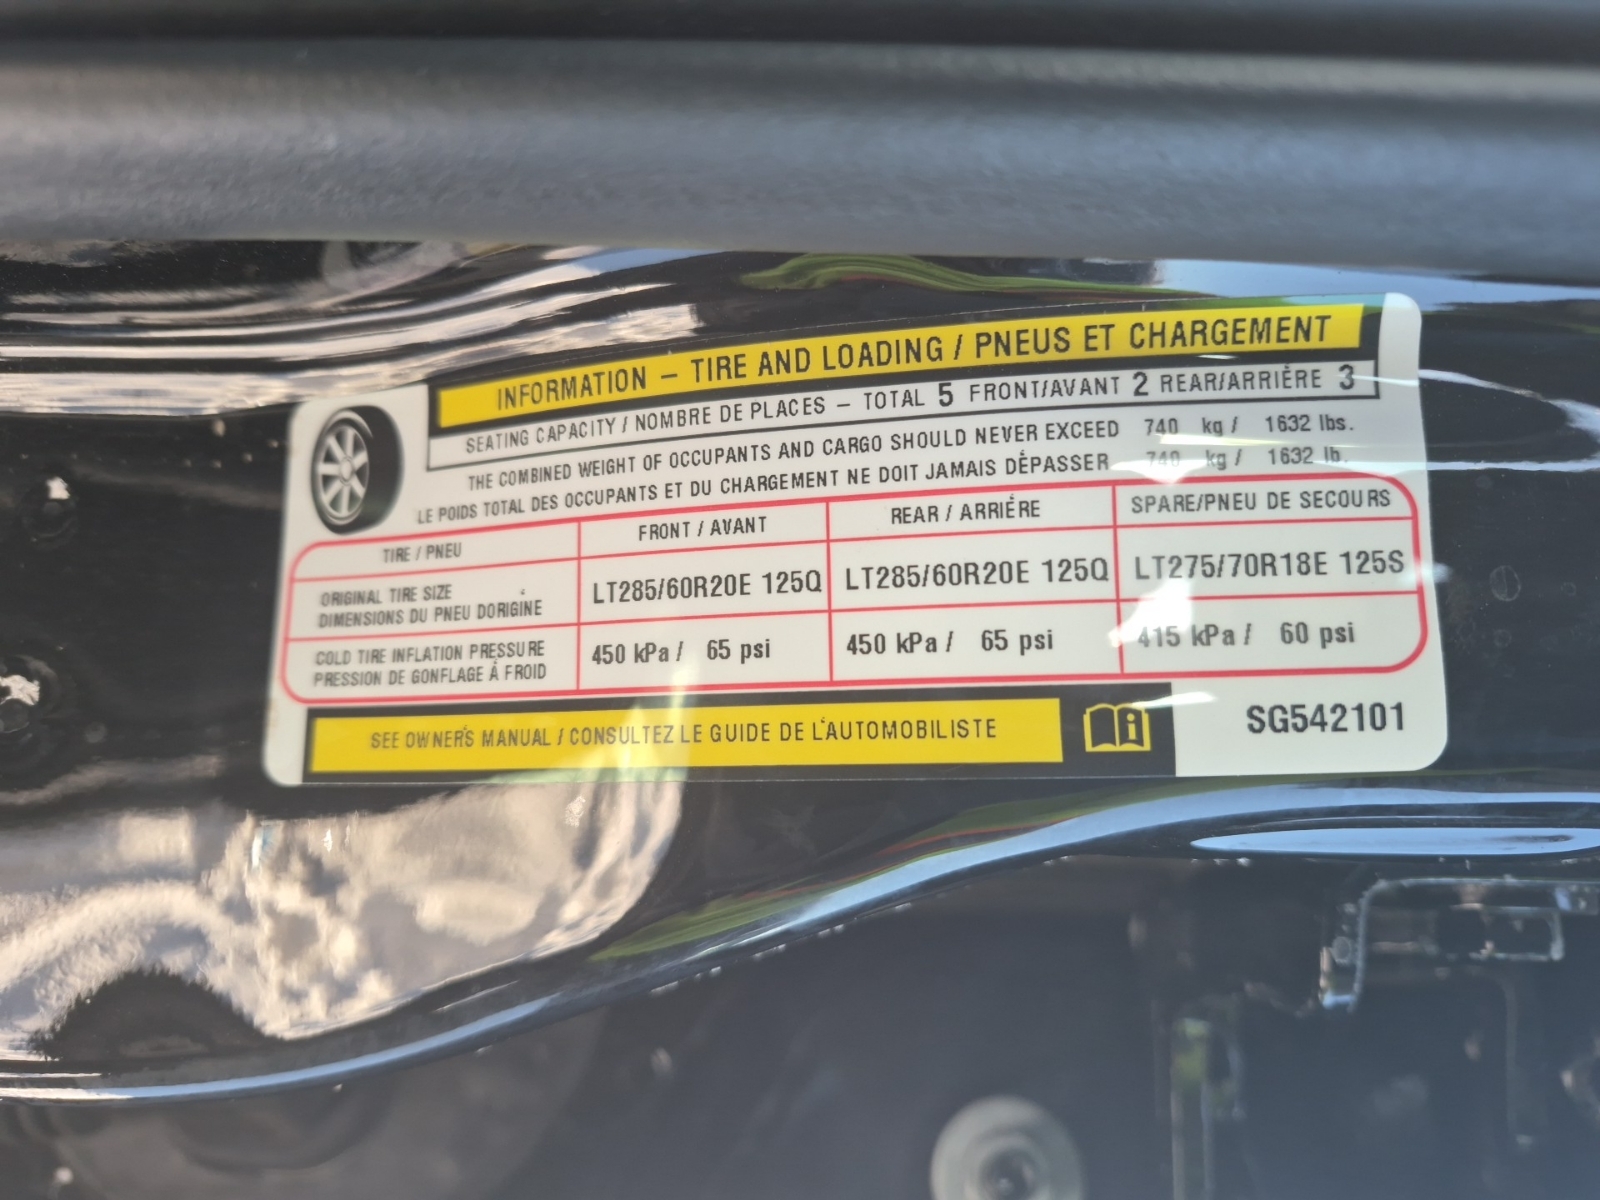 INFORMATION – TIRE AND LOADING / PNEUS ET CHARGEMENT
SEATING CAPACITY / NOMBRE DE PLACES – TOTAL 5 FRONT/AVANT 2 REAR/ARRIÈRE 3
THE COMBINED WEIGHT OF OCCUPANTS AND CARGO SHOULD NEVER EXCEED 740 kg / 1632 lbs.
LE POIDS TOTAL DES OCCUPANTS ET DU CHARGEMENT NE DOIT JAMAIS DÉPASSER 740 kg / 1632 lb.
TIRE / PNEU FRONT / AVANT REAR / ARRIÉRE SPARE/PNEU DE SECOURS
ORIGINAL TIRE SIZE
DIMENSIONS DU PNEU D'ORIGINE LT285/60R20E 125Q LT285/60R20E 125Q LT275/70R18E 125S
COLD TIRE INFLATION PRESSURE
PRESSION DE GONFLAGE À FROID 450 kPa / 65 psi 450 kPa / 65 psi 415 kPa / 60 psi
SEE OWNER'S MANUAL / CONSULTEZ LE GUIDE DE L'AUTOMOBILISTE
SG542101